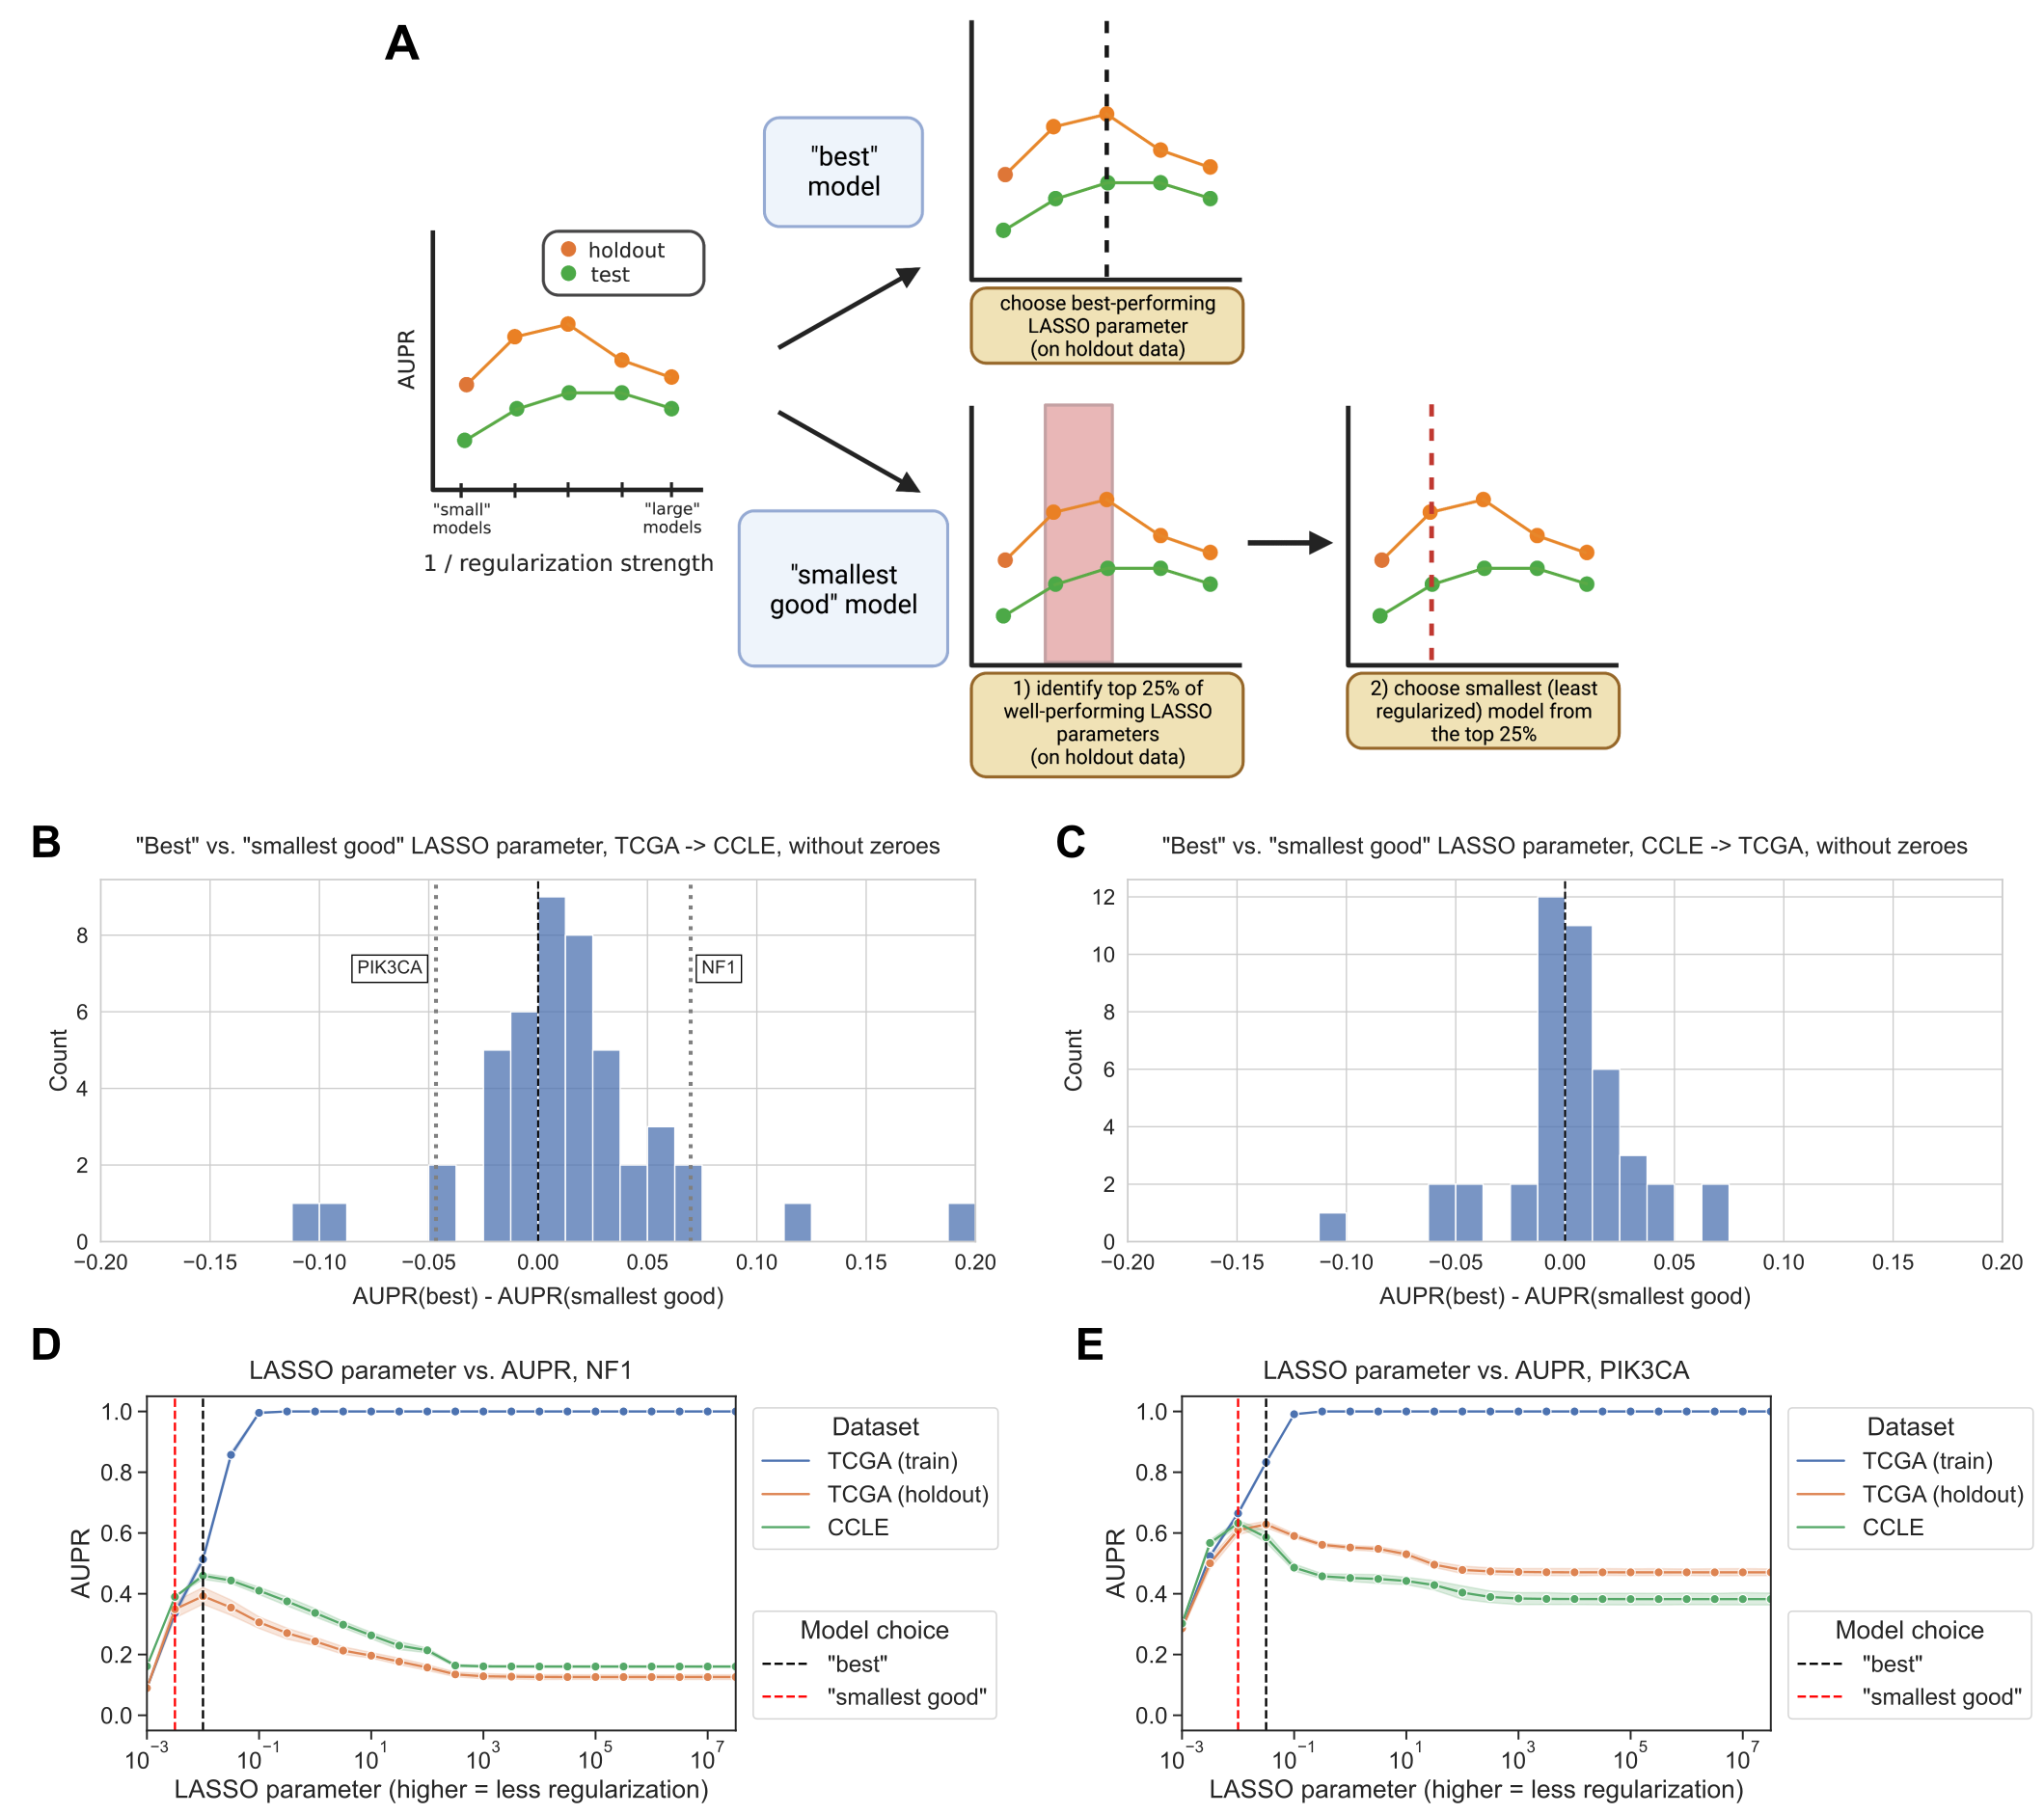 A
"best"
model
holdout
test
AUPR
"small"
models
"large"
models
1 / regularization strength
choose best-performing
LASSO parameter
(on holdout data)
"smallest
good" model
1) identify top 25% of
well-performing LASSO
parameters
(on holdout data)
2) choose smallest (least
regularized) model from
the top 25%
B
"Best" vs. "smallest good" LASSO parameter, TCGA -> CCLE, without zeroes
PIK3CA
NF1
Count
8
6
4
2
0
−0.20 −0.15 −0.10 −0.05 0.00 0.05 0.10 0.15 0.20
AUPR(best) - AUPR(smallest good)
C
"Best" vs. "smallest good" LASSO parameter, CCLE -> TCGA, without zeroes
Count
12
10
8
6
4
2
0
−0.20 −0.15 −0.10 −0.05 0.00 0.05 0.10 0.15 0.20
AUPR(best) - AUPR(smallest good)
D
LASSO parameter vs. AUPR, NF1
AUPR
1.0
0.8
0.6
0.4
0.2
0.0
10⁻³ 10⁻¹ 10¹ 10³ 10⁵ 10⁷
LASSO parameter (higher = less regularization)
Dataset
TCGA (train)
TCGA (holdout)
CCLE
Model choice
"best"
"smallest good"
E
LASSO parameter vs. AUPR, PIK3CA
AUPR
1.0
0.8
0.6
0.4
0.2
0.0
10⁻³ 10⁻¹ 10¹ 10³ 10⁵ 10⁷
LASSO parameter (higher = less regularization)
Dataset
TCGA (train)
TCGA (holdout)
CCLE
Model choice
"best"
"smallest good"